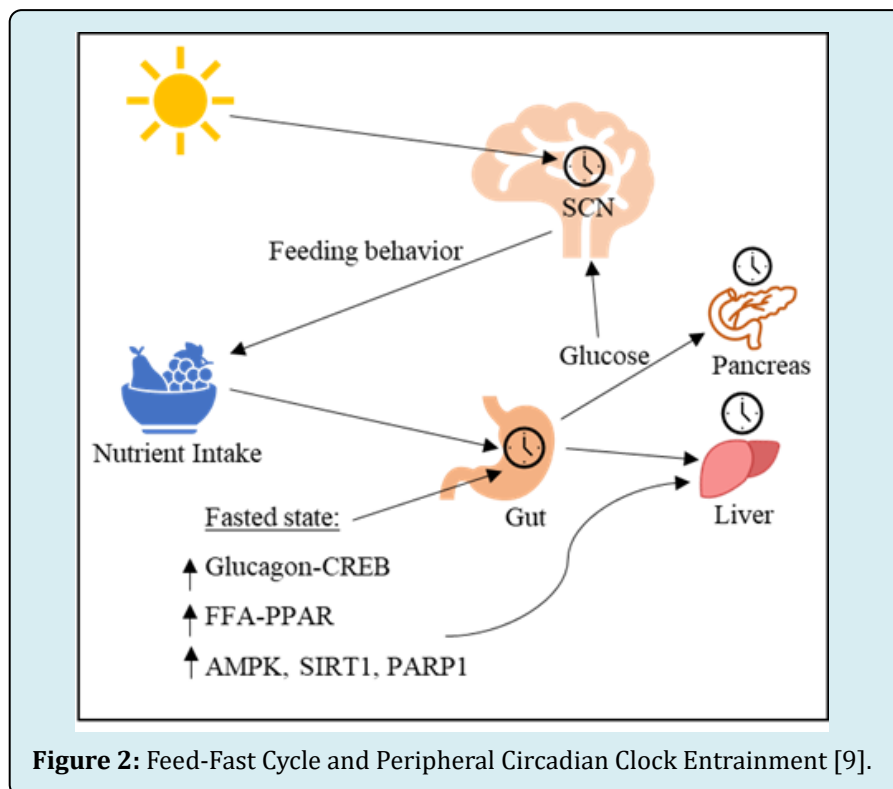 SCN
Feeding behavior
Glucose
Pancreas
Nutrient Intake
Gut
Liver
Fasted state:
Glucagon-CREB
FFA-PPAR
AMPK, SIRT1, PARP1
Figure 2: Feed-Fast Cycle and Peripheral Circadian Clock Entrainment [9].